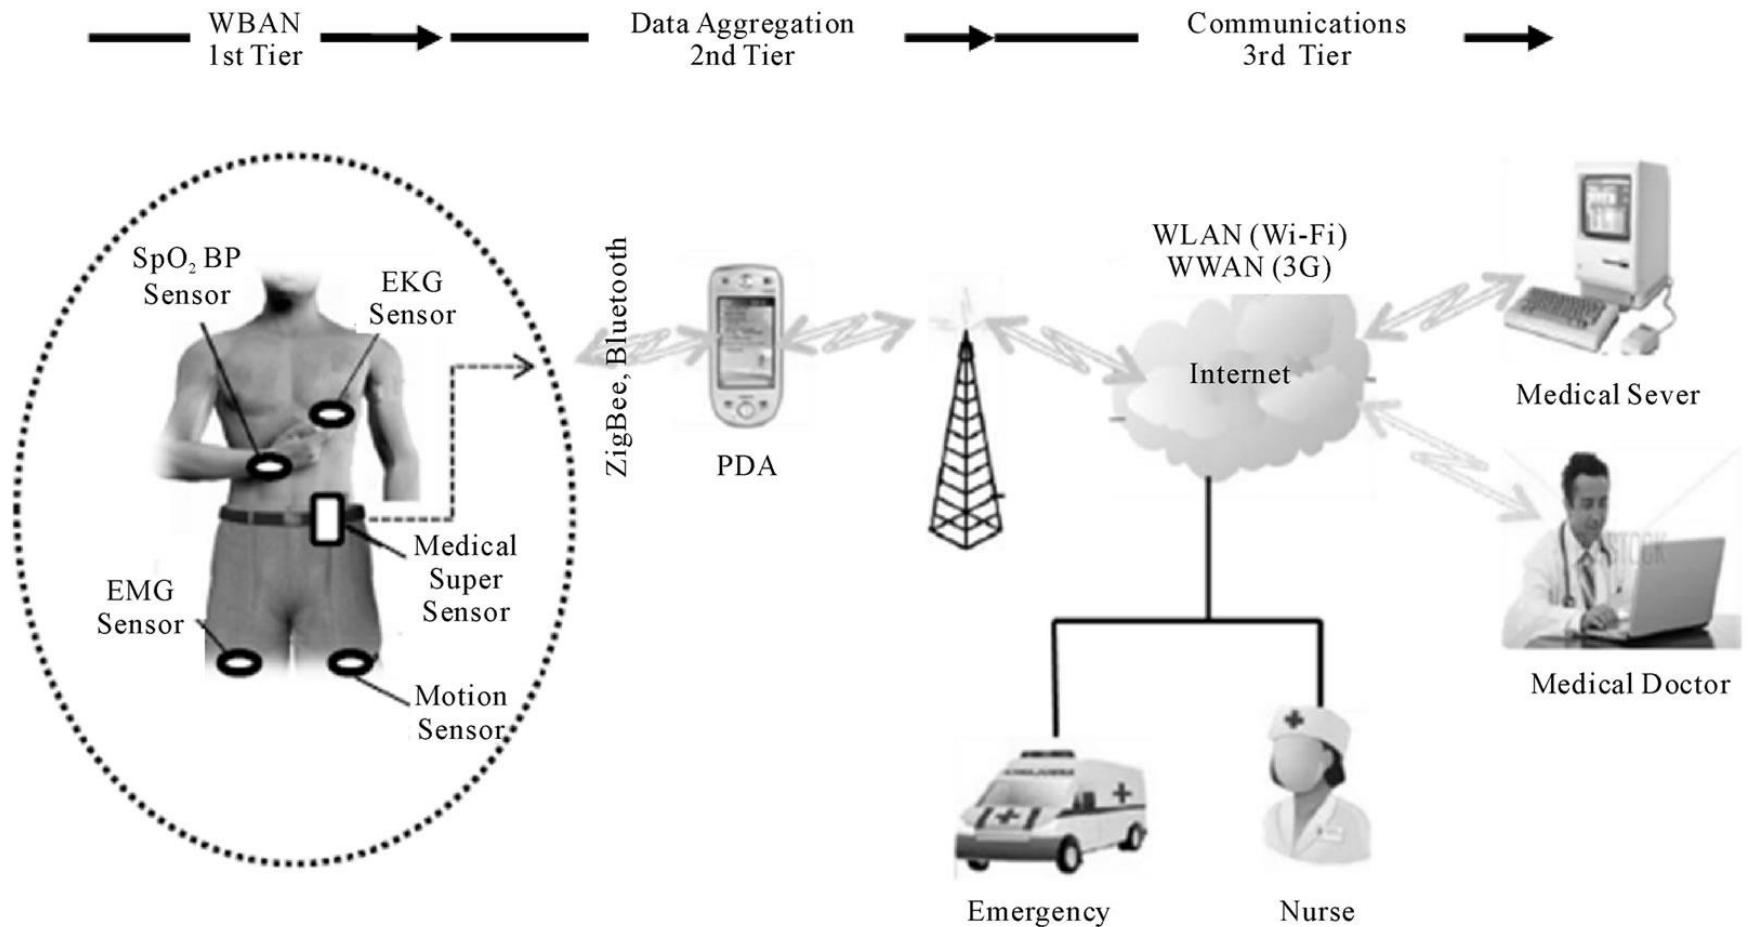 WBAN
1st Tier
Data Aggregation
2nd Tier
Communications
3rd Tier
SpO₂ BP
Sensor
EKG
Sensor
Medical
Super
Sensor
EMG
Sensor
Motion
Sensor
ZigBee, Bluetooth
PDA
WLAN (Wi-Fi)
WWAN (3G)
Internet
Medical Sever
STOCK
Medical Doctor
Emergency
Nurse